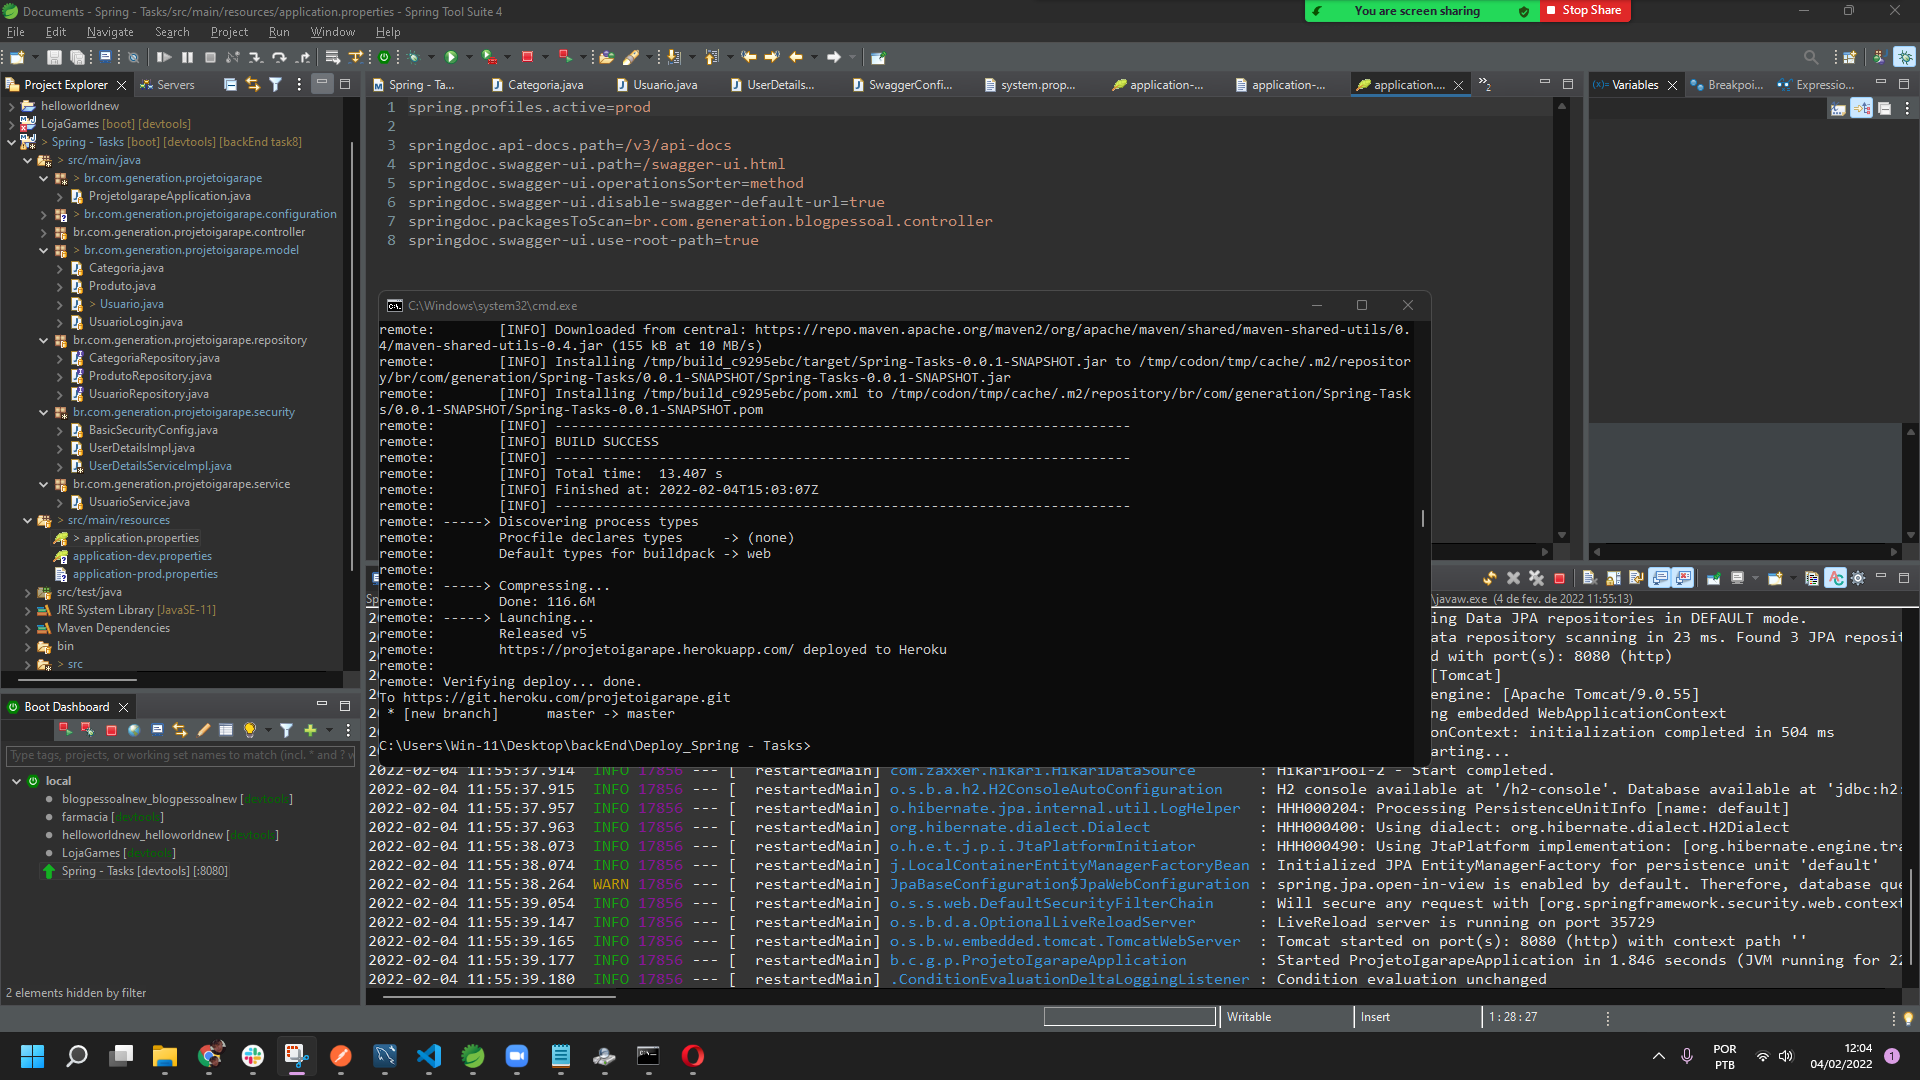 Documents - Spring - Tasks/src/main/resources/application.properties - Spring Tool Suite 4
You are screen sharing
Stop Share
File Edit Navigate Search Project Run Window Help
Project Explorer
Servers
Spring - Ta...
Categoria.java
Usuario.java
UserDetails...
SwaggerConfi...
system.prop...
application-...
application-...
application....
»2
Variables
Breakpoi...
Expressio...
helloworldnew
LojaGames [boot] [devtools]
> Spring - Tasks [boot] [devtools] [backEnd task8]
> src/main/java
> br.com.generation.projetoigarape
ProjetoIgarapeApplication.java
> br.com.generation.projetoigarape.configuration
br.com.generation.projetoigarape.controller
> br.com.generation.projetoigarape.model
Categoria.java
Produto.java
> Usuario.java
UsuarioLogin.java
br.com.generation.projetoigarape.repository
CategoriaRepository.java
ProdutoRepository.java
UsuarioRepository.java
br.com.generation.projetoigarape.security
BasicSecurityConfig.java
UserDetailsImpl.java
UserDetailsServiceImpl.java
br.com.generation.projetoigarape.service
UsuarioService.java
> src/main/resources
> application.properties
application-dev.properties
application-prod.properties
src/test/java
JRE System Library [JavaSE-11]
Maven Dependencies
bin
> src
1 spring.profiles.active=prod
2
3 springdoc.api-docs.path=/v3/api-docs
4 springdoc.swagger-ui.path=/swagger-ui.html
5 springdoc.swagger-ui.operationsSorter=method
6 springdoc.swagger-ui.disable-swagger-default-url=true
7 springdoc.packagesToScan=br.com.generation.blogpessoal.controller
8 springdoc.swagger-ui.use-root-path=true
C:\Windows\system32\cmd.exe
remote: [INFO] Downloaded from central: https://repo.maven.apache.org/maven2/org/apache/maven/shared/maven-shared-utils/0.
4/maven-shared-utils-0.4.jar (155 kB at 10 MB/s)
remote: [INFO] Installing /tmp/build_c9295ebc/target/Spring-Tasks-0.0.1-SNAPSHOT.jar to /tmp/codon/tmp/cache/.m2/repositor
y/br/com/generation/Spring-Tasks/0.0.1-SNAPSHOT/Spring-Tasks-0.0.1-SNAPSHOT.jar
remote: [INFO] Installing /tmp/build_c9295ebc/pom.xml to /tmp/codon/tmp/cache/.m2/repository/br/com/generation/Spring-Task
s/0.0.1-SNAPSHOT/Spring-Tasks-0.0.1-SNAPSHOT.pom
remote: [INFO] ------------------------------------------------------------------------
remote: [INFO] BUILD SUCCESS
remote: [INFO] ------------------------------------------------------------------------
remote: [INFO] Total time: 13.407 s
remote: [INFO] Finished at: 2022-02-04T15:03:07Z
remote: [INFO] ------------------------------------------------------------------------
remote: -----> Discovering process types
remote: Procfile declares types -> (none)
remote: Default types for buildpack -> web
remote:
remote: -----> Compressing...
remote: Done: 116.6M
remote: -----> Launching...
remote: Released v5
remote: https://projetoigarape.herokuapp.com/ deployed to Heroku
remote:
remote: Verifying deploy... done.
To https://git.heroku.com/projetoigarape.git
* [new branch] master -> master
C:\Users\Win-11\Desktop\backEnd\Deploy_Spring - Tasks>
\javaw.exe (4 de fev. de 2022 11:55:13)
ing Data JPA repositories in DEFAULT mode.
ata repository scanning in 23 ms. Found 3 JPA reposit
d with port(s): 8080 (http)
[Tomcat]
engine: [Apache Tomcat/9.0.55]
ng embedded WebApplicationContext
onContext: initialization completed in 504 ms
arting...
2022-02-04 11:55:37.914 INFO 17856 --- [ restartedMain] com.zaxxer.hikari.HikariDataSource : HikariPool-2 - Start completed.
2022-02-04 11:55:37.915 INFO 17856 --- [ restartedMain] o.s.b.a.h2.H2ConsoleAutoConfiguration : H2 console available at '/h2-console'. Database available at 'jdbc:h2:
2022-02-04 11:55:37.957 INFO 17856 --- [ restartedMain] o.hibernate.jpa.internal.util.LogHelper : HHH000204: Processing PersistenceUnitInfo [name: default]
2022-02-04 11:55:37.963 INFO 17856 --- [ restartedMain] org.hibernate.dialect.Dialect : HHH000400: Using dialect: org.hibernate.dialect.H2Dialect
2022-02-04 11:55:38.073 INFO 17856 --- [ restartedMain] o.h.e.t.j.p.i.JtaPlatformInitiator : HHH000490: Using JtaPlatform implementation: [org.hibernate.engine.tra
2022-02-04 11:55:38.074 INFO 17856 --- [ restartedMain] j.LocalContainerEntityManagerFactoryBean : Initialized JPA EntityManagerFactory for persistence unit 'default'
2022-02-04 11:55:38.264 WARN 17856 --- [ restartedMain] JpaBaseConfiguration$JpaWebConfiguration : spring.jpa.open-in-view is enabled by default. Therefore, database que
2022-02-04 11:55:39.054 INFO 17856 --- [ restartedMain] o.s.s.web.DefaultSecurityFilterChain : Will secure any request with [org.springframework.security.web.context
2022-02-04 11:55:39.147 INFO 17856 --- [ restartedMain] o.s.b.d.a.OptionalLiveReloadServer : LiveReload server is running on port 35729
2022-02-04 11:55:39.165 INFO 17856 --- [ restartedMain] o.s.b.w.embedded.tomcat.TomcatWebServer : Tomcat started on port(s): 8080 (http) with context path ''
2022-02-04 11:55:39.177 INFO 17856 --- [ restartedMain] b.c.g.p.ProjetoIgarapeApplication : Started ProjetoIgarapeApplication in 1.846 seconds (JVM running for 22
2022-02-04 11:55:39.180 INFO 17856 --- [ restartedMain] .ConditionEvaluationDeltaLoggingListener : Condition evaluation unchanged
Boot Dashboard
Type tags, projects, or working set names to match (incl. * and ? v
local
blogpessoalnew_blogpessoalnew [devtools]
farmacia [devtools]
helloworldnew_helloworldnew [devtools]
LojaGames [devtools]
Spring - Tasks [devtools] [:8080]
2 elements hidden by filter
Writable
Insert
1 : 28 : 27
POR
PTB
12:04
04/02/2022
1